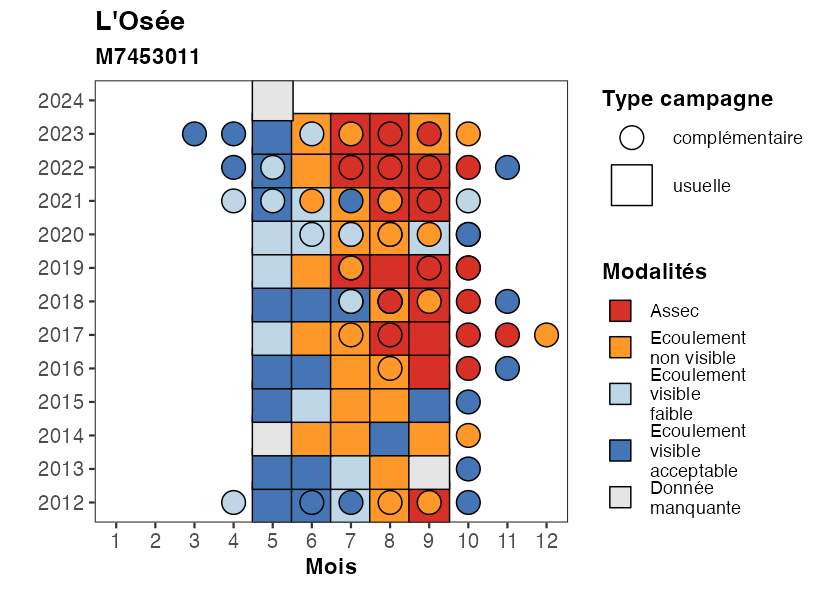 L'Osée
M7453011
2024
2023
2022
2021
2020
2019
2018
2017
2016
2015
2014
2013
2012
1 2 3 4 5 6 7 8 9 10 11 12
Mois
Type campagne
complémentaire
usuelle
Modalités
Assec
Ecoulement
non visible
Ecoulement
visible
faible
Ecoulement
visible
acceptable
Donnée
manquante